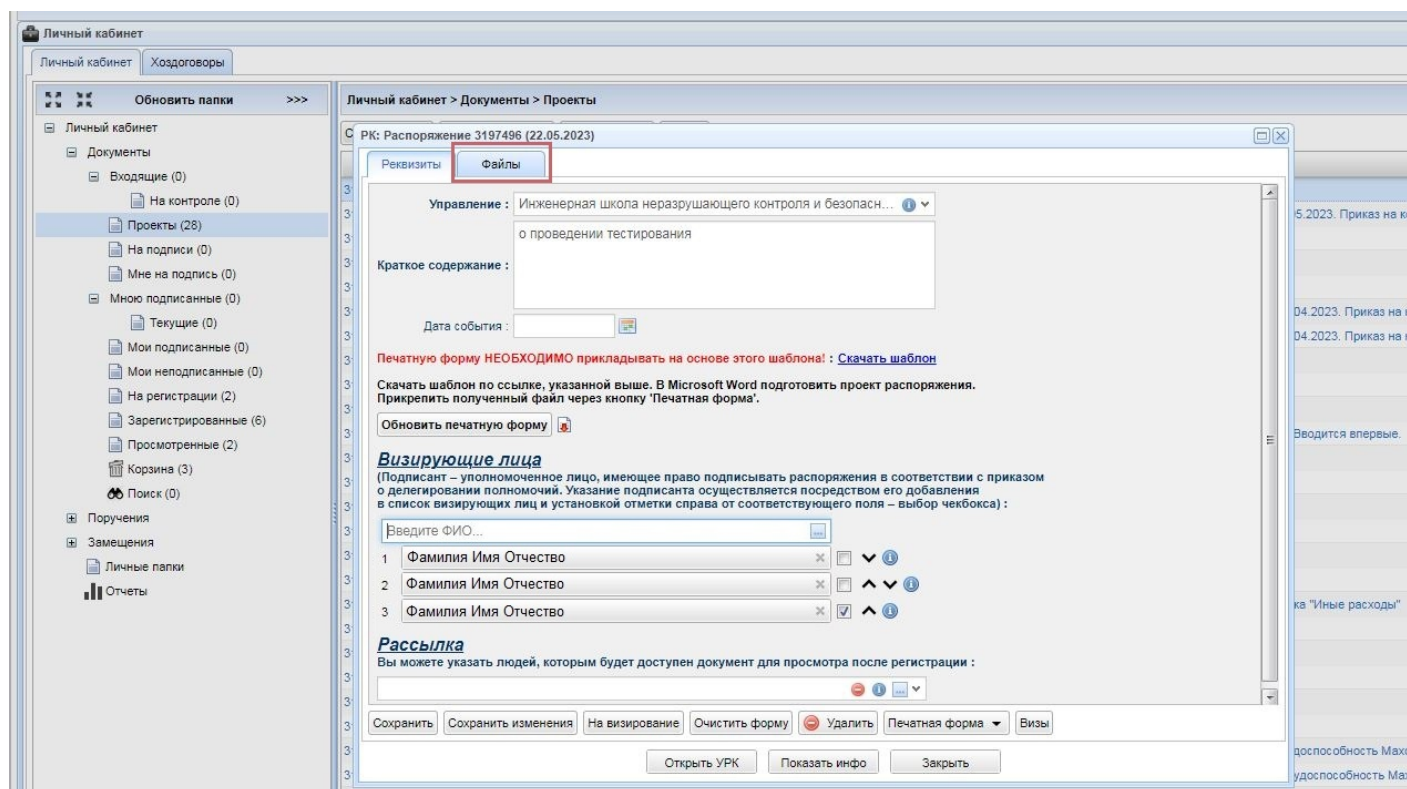 Личный кабинет
Личный кабинет Хоздоговоры
Обновить папки >>>
Личный кабинет > Документы > Проекты
Личный кабинет
Документы
Входящие (0)
На контроле (0)
Проекты (28)
На подписи (0)
Мне на подпись (0)
Мною подписанные (0)
Текущие (0)
Мои подписанные (0)
Мои неподписанные (0)
На регистрации (2)
Зарегистрированные (6)
Просмотренные (2)
Корзина (3)
Поиск (0)
Поручения
Замещения
Личные папки
Отчеты
РК: Распоряжение 3197496 (22.05.2023)
Реквизиты Файлы
Управление : Инженерная школа неразрушающего контроля и безопасн...
Краткое содержание : о проведении тестирования
Дата события :
Печатную форму НЕОБХОДИМО прикладывать на основе этого шаблона! : Скачать шаблон
Скачать шаблон по ссылке, указанной выше. В Microsoft Word подготовить проект распоряжения.
Прикрепить полученный файл через кнопку 'Печатная форма'.
Обновить печатную форму
Визирующие лица
(Подписант – уполномоченное лицо, имеющее право подписывать распоряжения в соответствии с приказом
о делегировании полномочий. Указание подписанта осуществляется посредством его добавления
в список визирующих лиц и установкой отметки справа от соответствующего поля – выбор чекбокса) :
Введите ФИО...
1 Фамилия Имя Отчество
2 Фамилия Имя Отчество
3 Фамилия Имя Отчество
Рассылка
Вы можете указать людей, которым будет доступен документ для просмотра после регистрации :
Сохранить Сохранить изменения На визирование Очистить форму Удалить Печатная форма Визы
Открыть УРК Показать инфо Закрыть
5.2023. Приказ на к
04.2023. Приказ на
04.2023. Приказ на
Вводится впервые.
ка "Иные расходы"